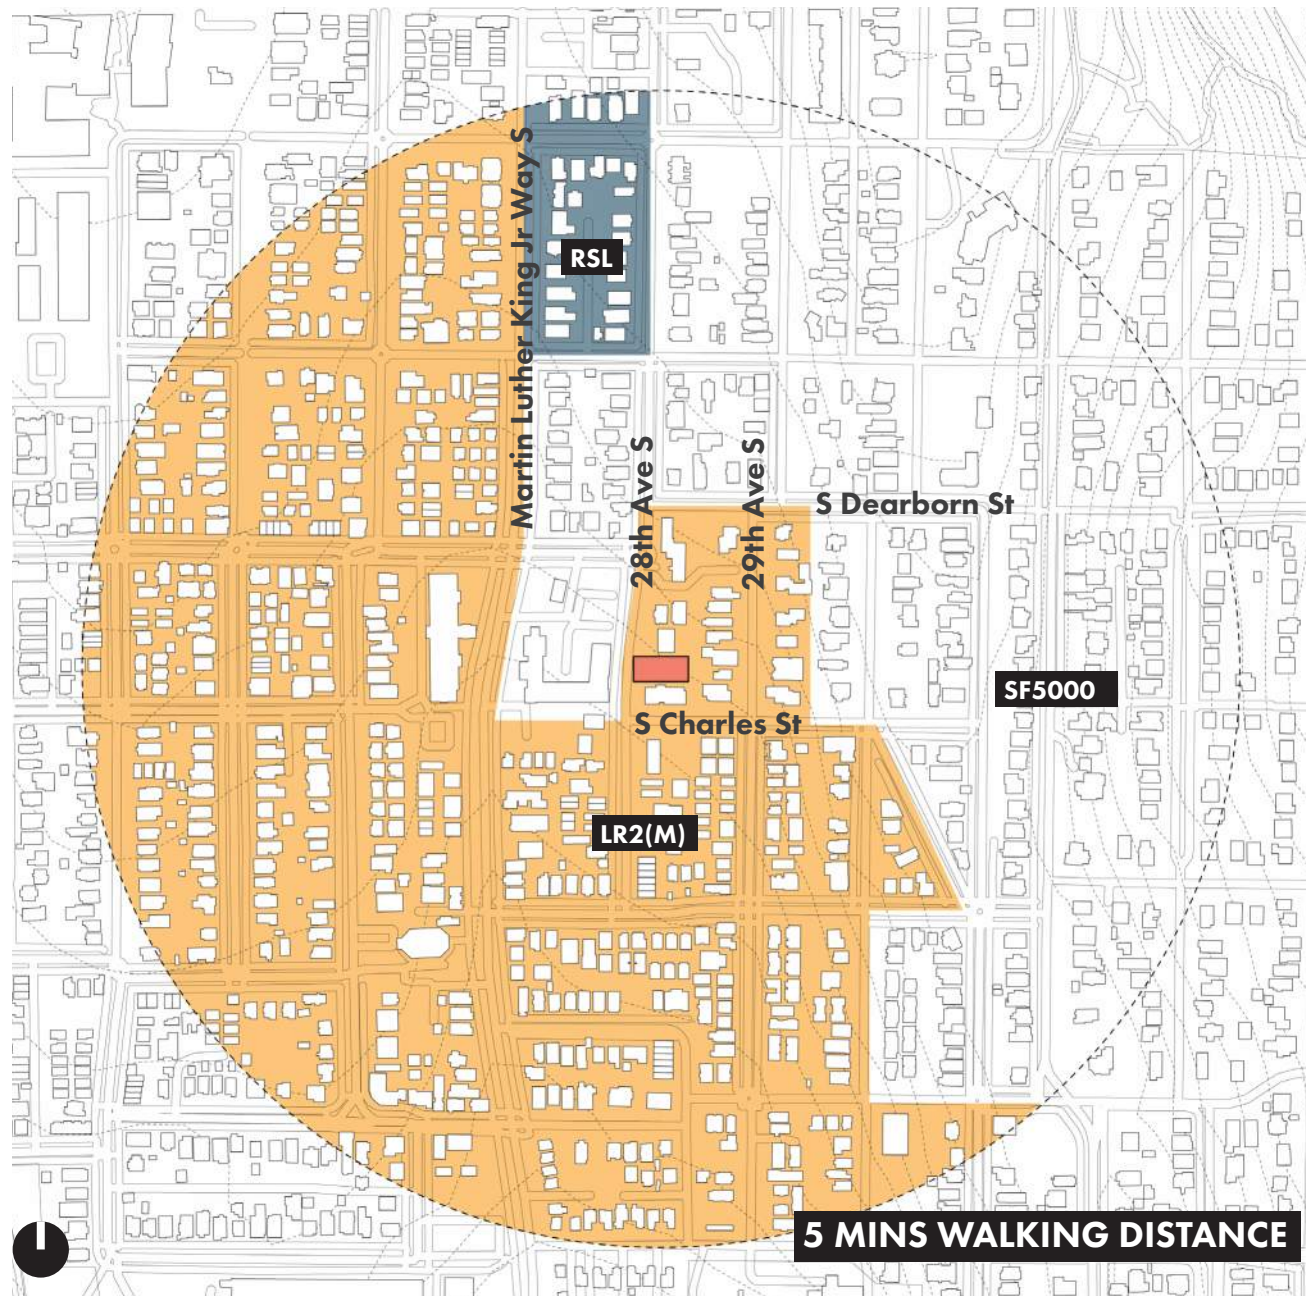 Martin Luther King Jr Way S
RSL
28th Ave S
29th Ave S
S Dearborn St
SF5000
S Charles St
LR2(M)
5 MINS WALKING DISTANCE